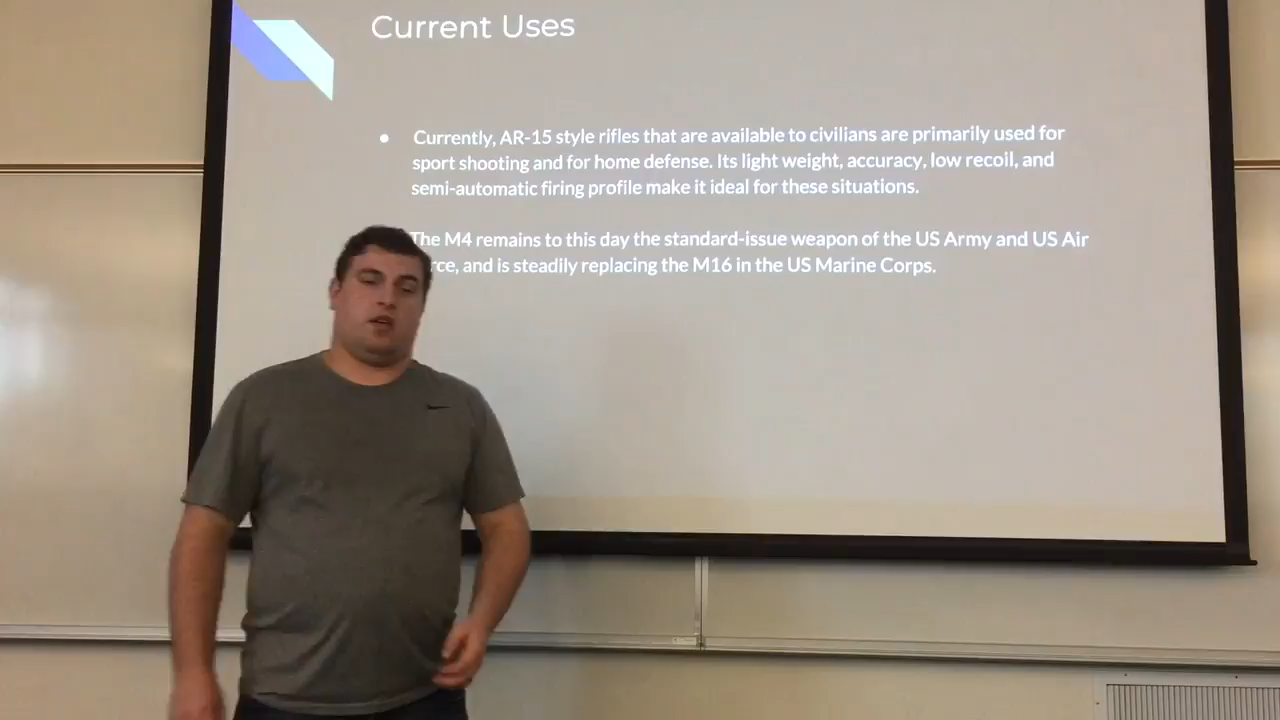 Current Uses
Currently, AR-15 style rifles that are available to civilians are primarily used for
sport shooting and for home defense. Its light weight, accuracy, low recoil, and
semi-automatic firing profile make it ideal for these situations.
The M4 remains to this day the standard-issue weapon of the US Army and US Air
rce, and is steadily replacing the M16 in the US Marine Corps.